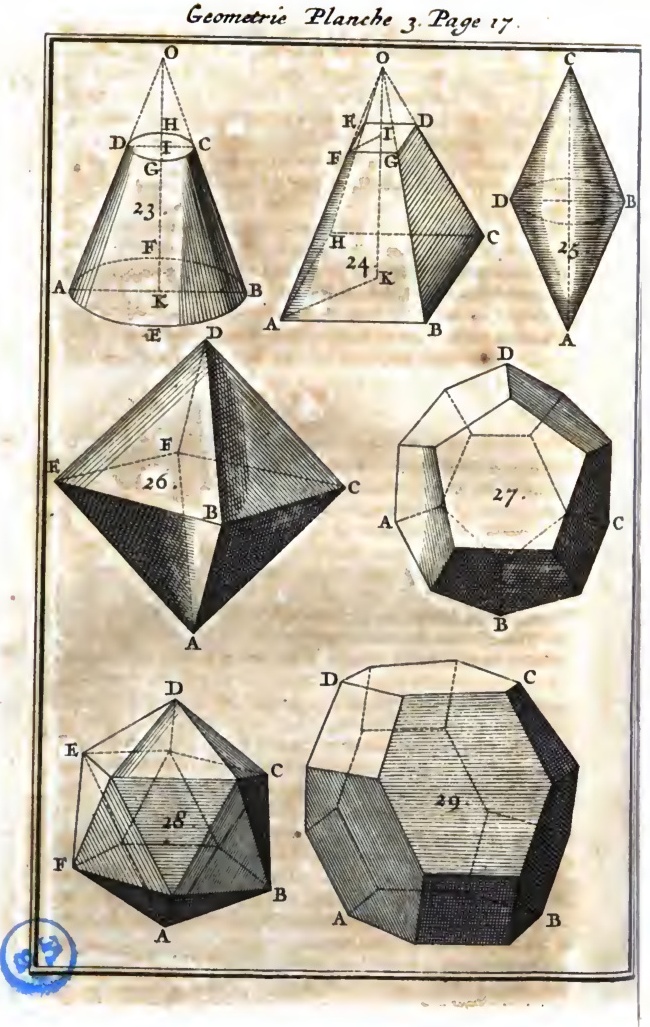 Geometrie Planche 3. Page 17.
O
H
D I C
G
23.
F
A K B
E
O
E D
I
F G
H C
24
K
A B
C
D B
25
A
D
F
E
26.
C
B
A
D
27.
A C
B
D
E
C
28.
F
B
A
D C
29.
A B